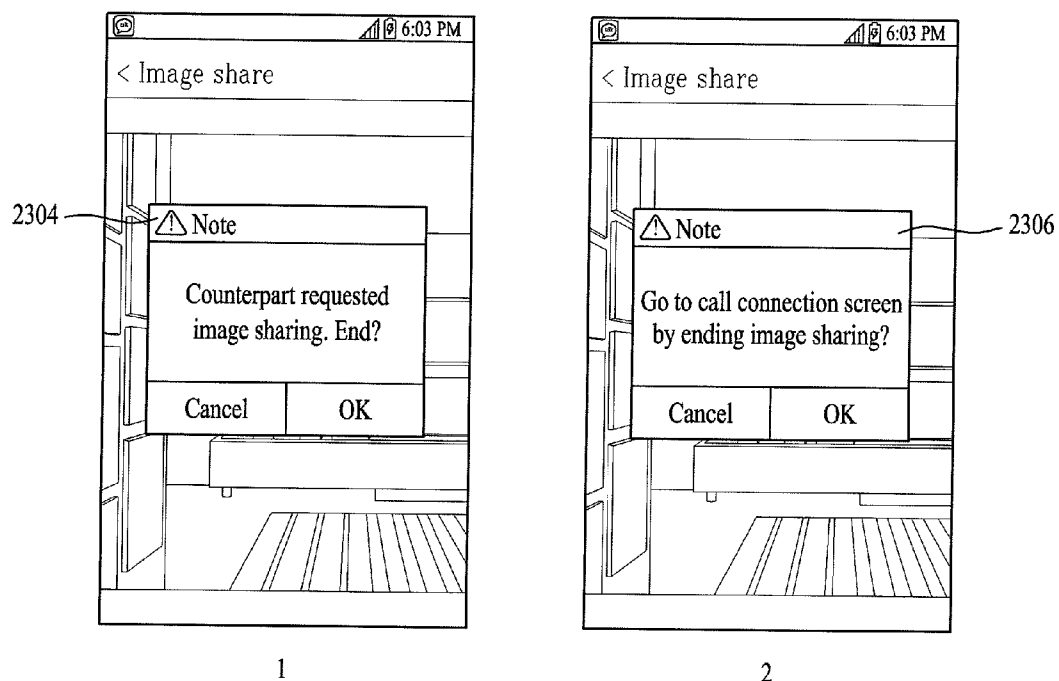 6:03 PM
< Image share
2304
Note
Counterpart requested
image sharing. End?
Cancel OK
1
6:03 PM
< Image share
2306
Note
Go to call connection screen
by ending image sharing?
Cancel OK
2